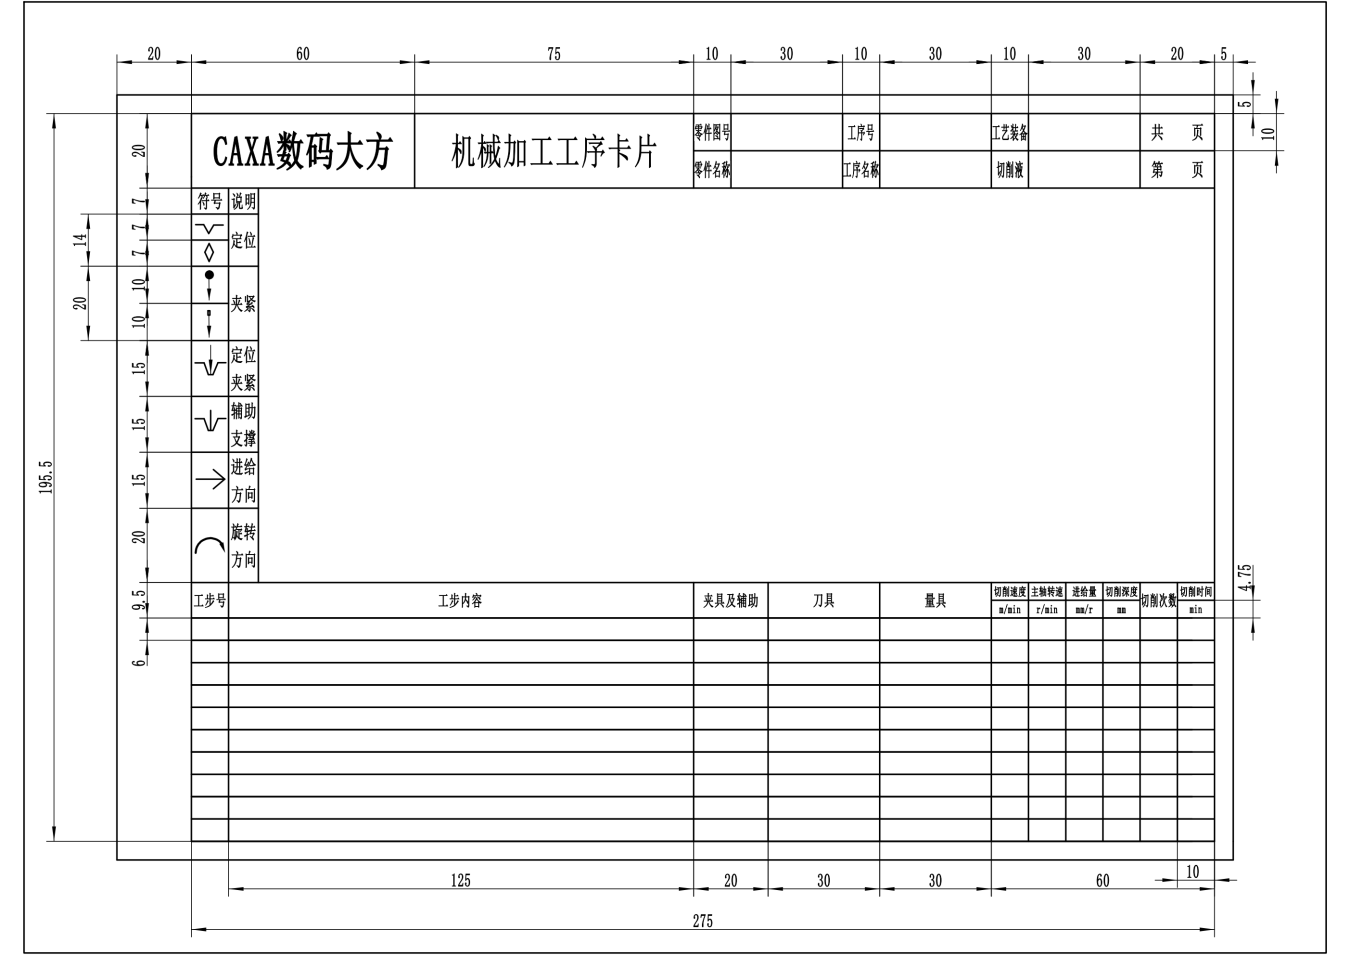 20 60 75 10 30 10 30 10 30 20 5
5
10
CAXA数码大方 机械加工工序卡片 零件图号 工序号 工艺装备 共 页
零件名称 工序名称 切削液 第 页
20
7
7
7
14
10
10
20
15
15
15
20
195.5
9.5
6
符号 说明
定位
夹紧
定位
夹紧
辅助
支撑
进给
方向
旋转
方向
工步号 工步内容 夹具及辅助 刀具 量具 切削速度 主轴转速 进给量 切削深度 切削次数 切削时间
m/min r/min mm/r mm min
4.75
10
125 20 30 30 60
275